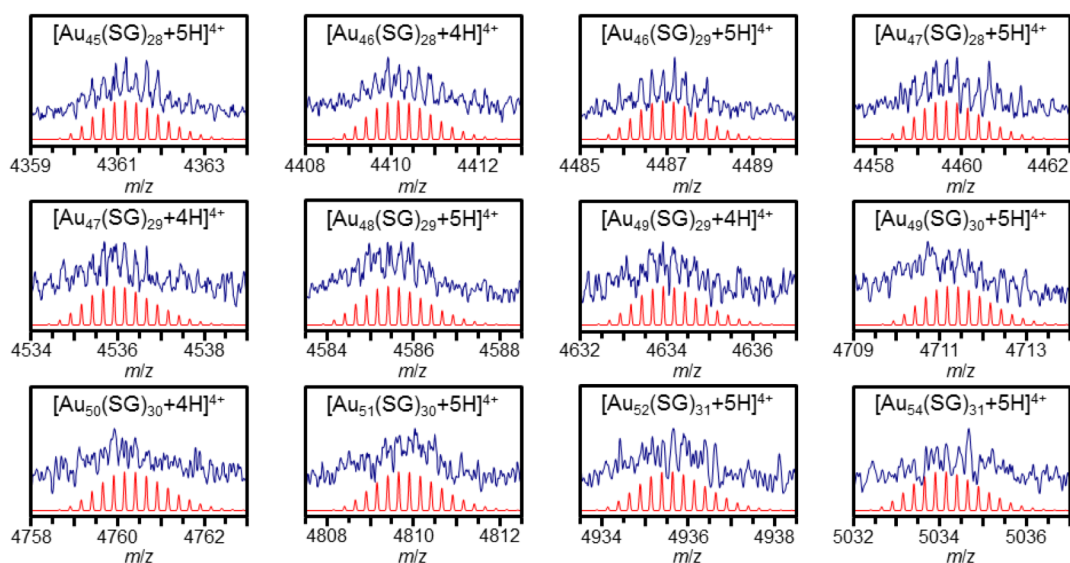 [Au₄₅(SG)₂₈+5H]⁴⁺
4359 4361 4363
m/z
[Au₄₆(SG)₂₈+4H]⁴⁺
4408 4410 4412
m/z
[Au₄₆(SG)₂₉+5H]⁴⁺
4485 4487 4489
m/z
[Au₄₇(SG)₂₈+5H]⁴⁺
4458 4460 4462
m/z
[Au₄₇(SG)₂₉+4H]⁴⁺
4534 4536 4538
m/z
[Au₄₈(SG)₂₉+5H]⁴⁺
4584 4586 4588
m/z
[Au₄₉(SG)₂₉+4H]⁴⁺
4632 4634 4636
m/z
[Au₄₉(SG)₃₀+5H]⁴⁺
4709 4711 4713
m/z
[Au₅₀(SG)₃₀+4H]⁴⁺
4758 4760 4762
m/z
[Au₅₁(SG)₃₀+5H]⁴⁺
4808 4810 4812
m/z
[Au₅₂(SG)₃₁+5H]⁴⁺
4934 4936 4938
m/z
[Au₅₄(SG)₃₁+5H]⁴⁺
5032 5034 5036
m/z